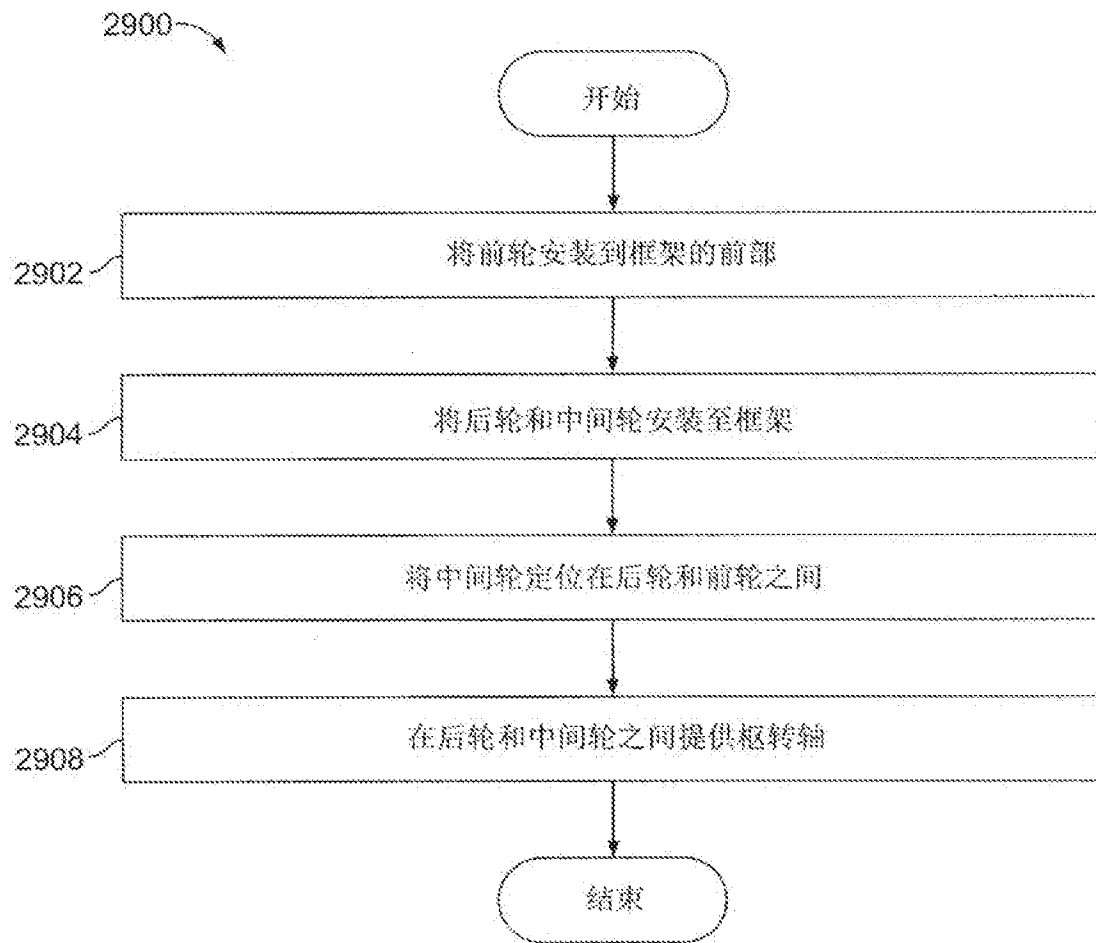 2900
开始
2902
将前轮安装到框架的前部
2904
将后轮和中间轮安装至框架
2906
将中间轮定位在后轮和前轮之间
2908
在后轮和中间轮之间提供枢转轴
结束